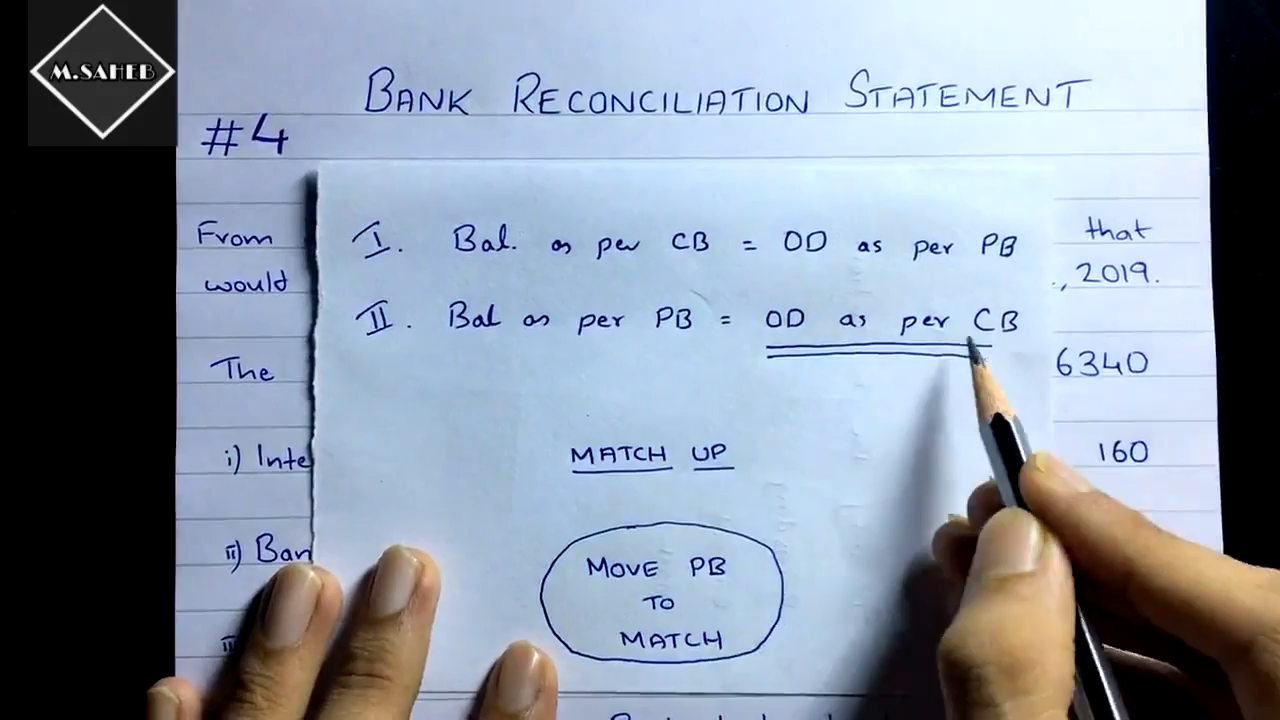 M.SAHEB
BANK RECONCILIATION STATEMENT
#4
From that
would ., 2019.
The 6340
i) Inte 160
ii) Ban
I. Bal. as per CB = OD as per PB
II. Bal as per PB = OD as per CB
MATCH UP
MOVE PB
TO
MATCH